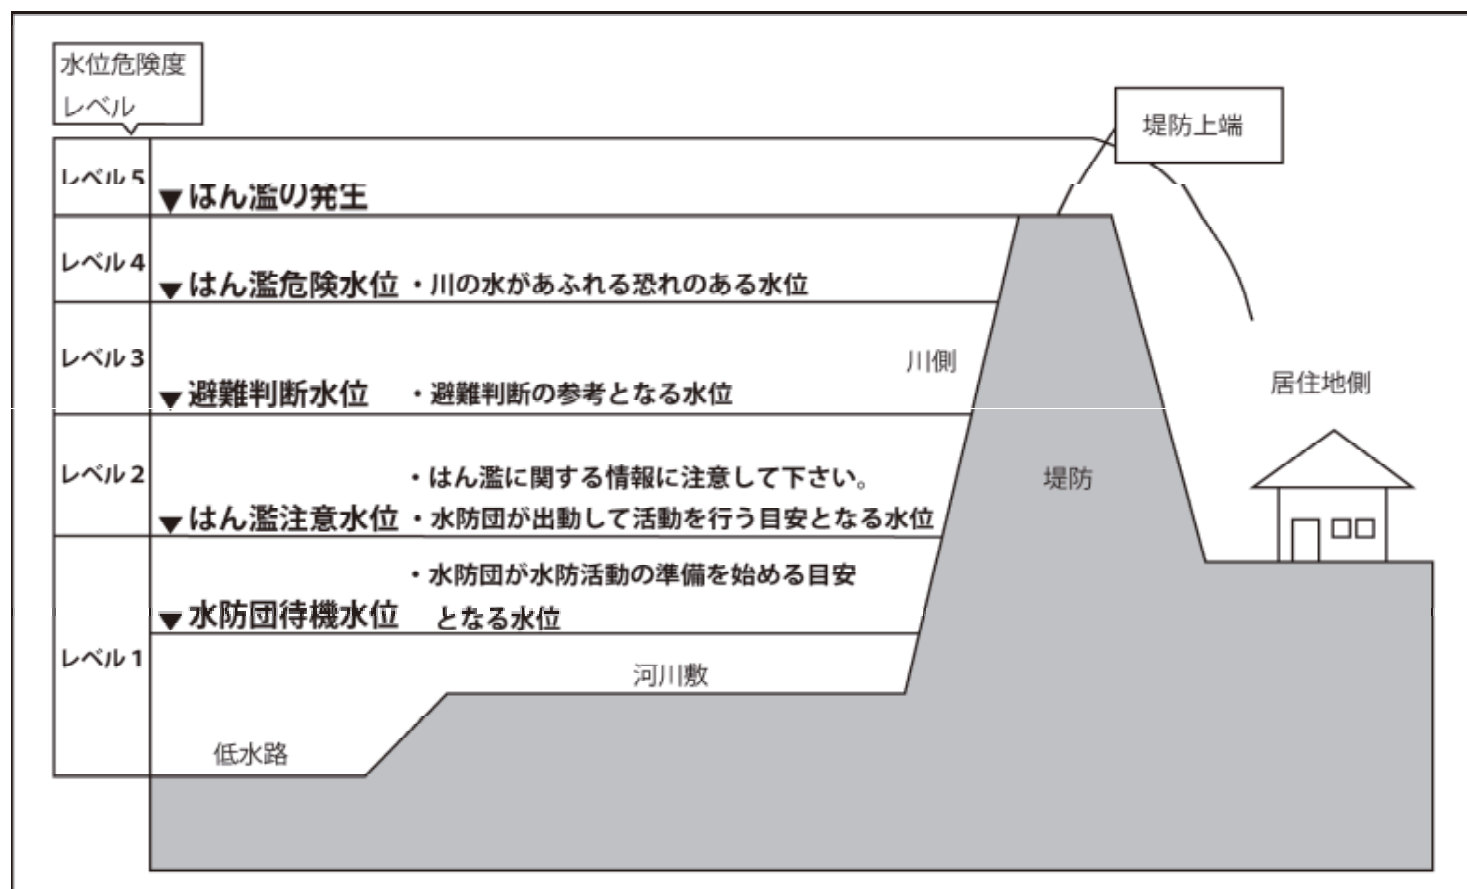 水位危険度
レベル
堤防上端
レベル 5
▼はん濫の発生
レベル 4
▼はん濫危険水位 ・川の水があふれる恐れのある水位
レベル 3
川側
▼避難判断水位 ・避難判断の参考となる水位
居住地側
レベル 2
・はん濫に関する情報に注意して下さい。
堤防
▼はん濫注意水位 ・水防団が出動して活動を行う目安となる水位
・水防団が水防活動の準備を始める目安
▼水防団待機水位 となる水位
レベル 1
河川敷
低水路